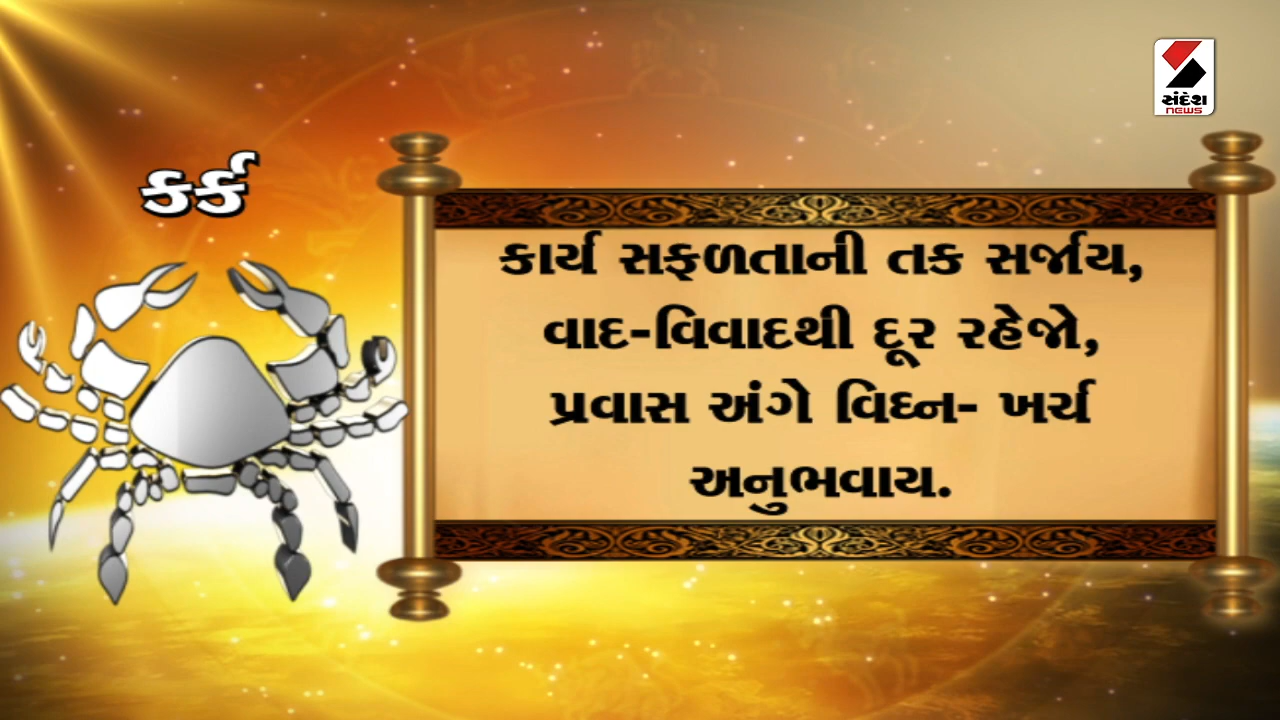 સંદેશ
NEWS
કર્ક
કાર્ય સફળતાની તક સર્જાય,
વાદ-વિવાદથી દૂર રહેજો,
પ્રવાસ અંગે વિઘ્ન- ખર્ચ
અનુભવાય.